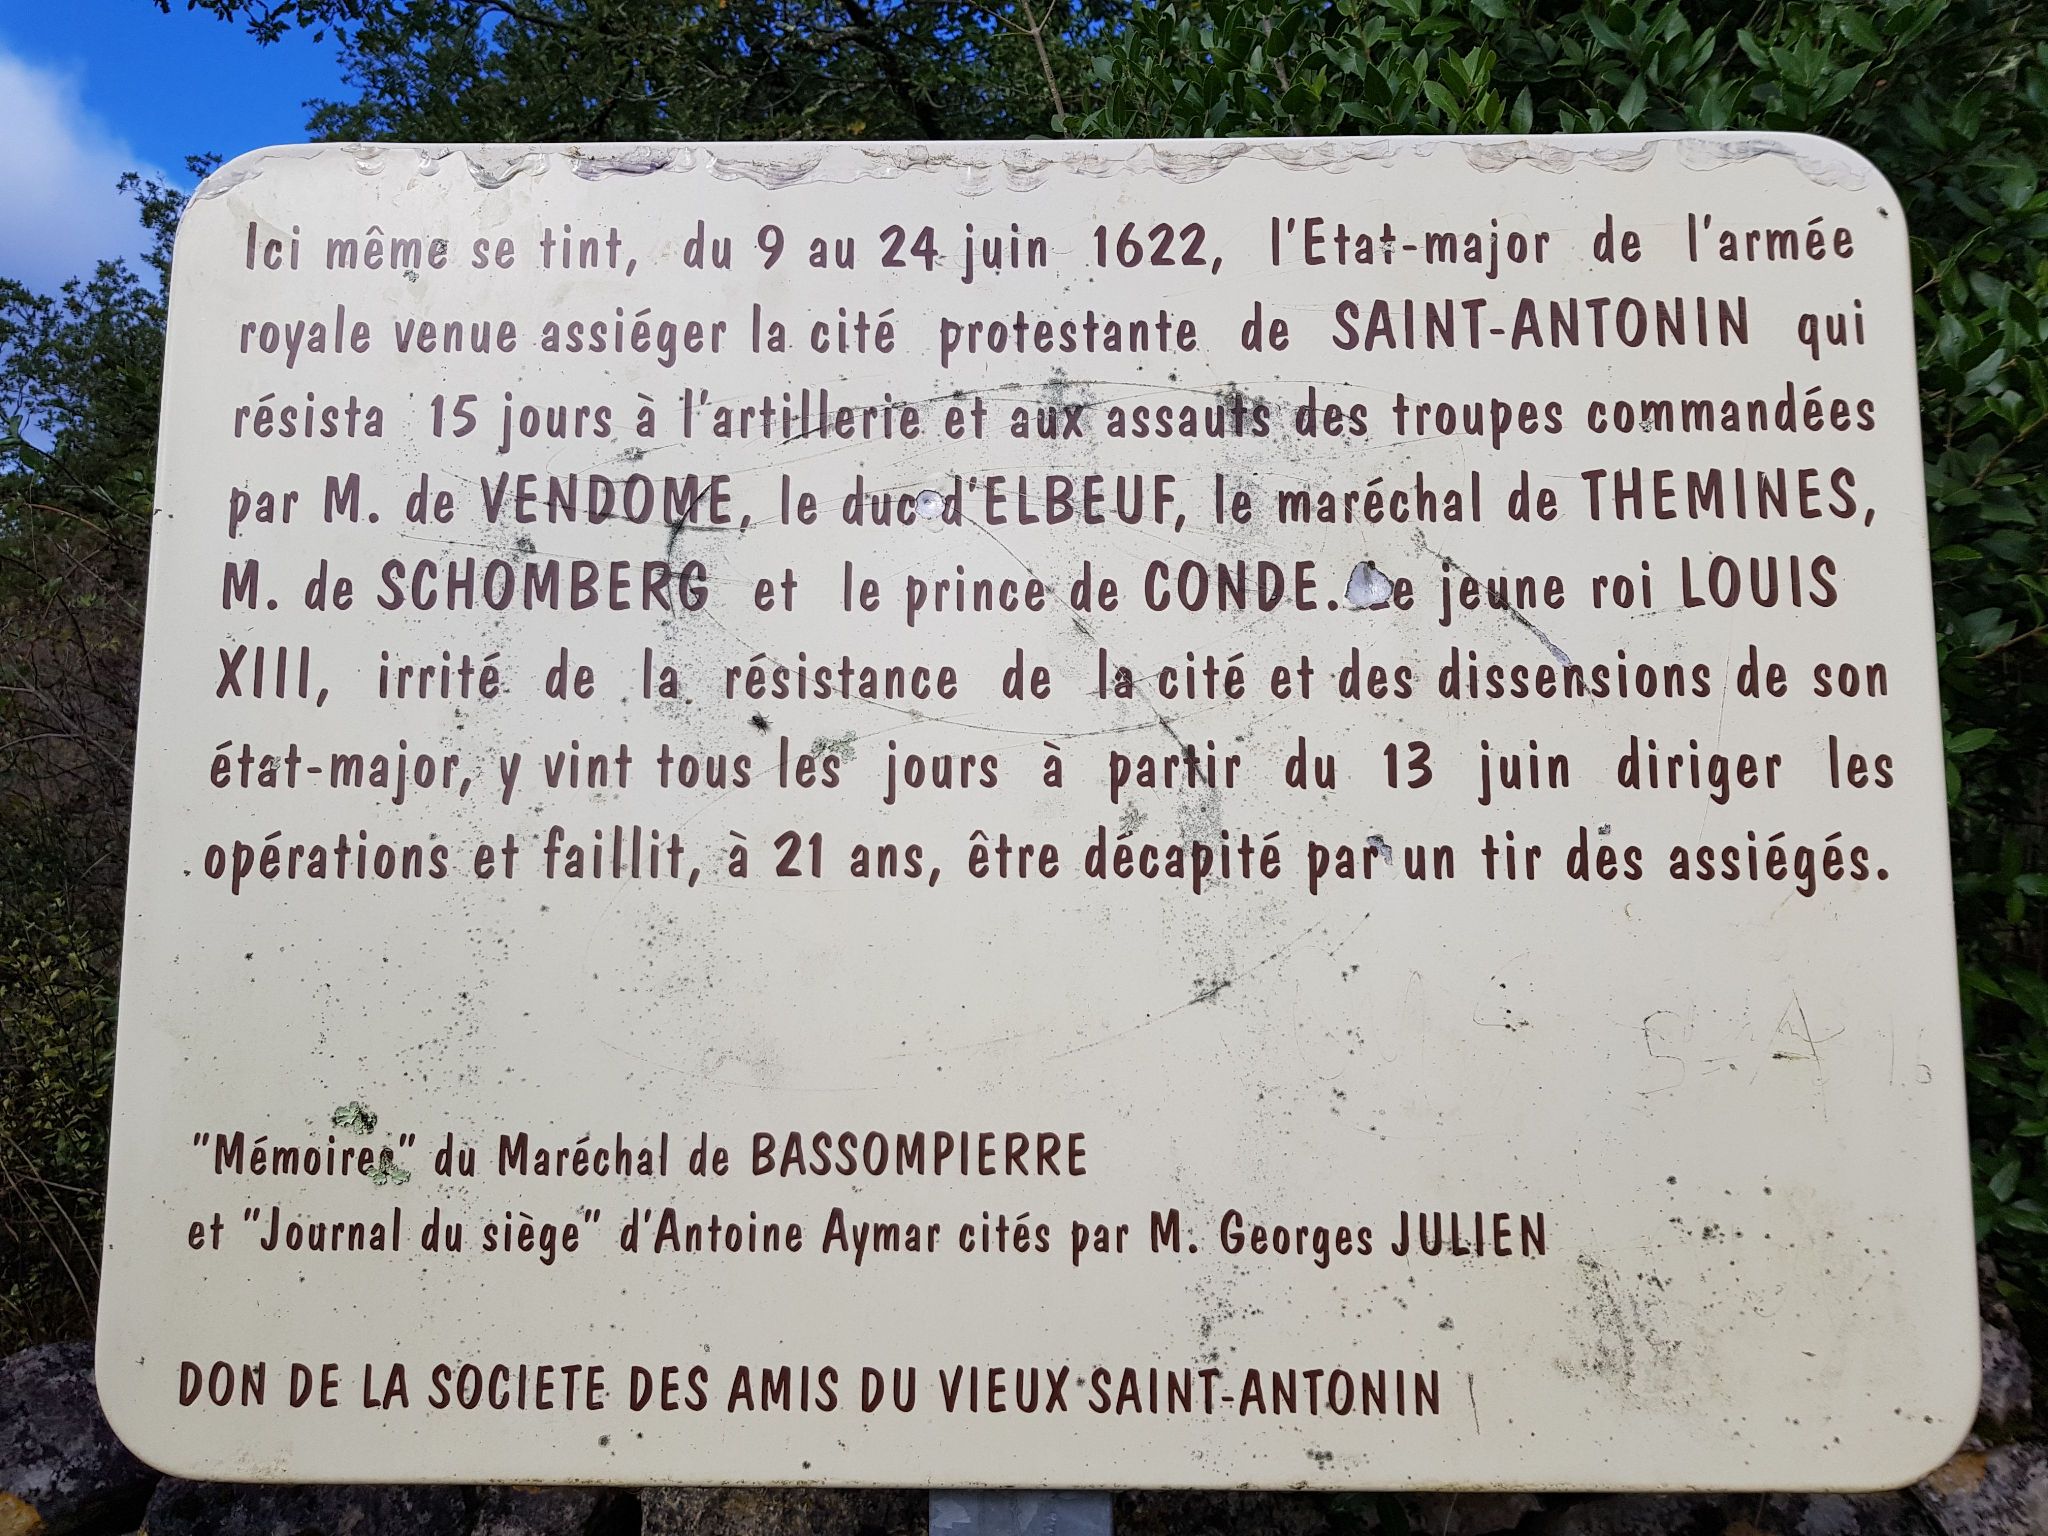 Ici même se tint, du 9 au 24 juin 1622, l'Etat-major de l'armée
royale venue assiéger la cité protestante de SAINT-ANTONIN qui
résista 15 jours à l'artillerie et aux assauts des troupes commandées
par M. de VENDOME, le duc d'ELBEUF, le maréchal de THEMINES,
M. de SCHOMBERG et le prince de CONDE. Le jeune roi LOUIS
XIII, irrité de la résistance de la cité et des dissensions de son
état-major, y vint tous les jours à partir du 13 juin diriger les
opérations et faillit, à 21 ans, être décapité par un tir des assiégés.
"Mémoires" du Maréchal de BASSOMPIERRE
et "Journal du siège" d'Antoine Aymar cités par M. Georges JULIEN
DON DE LA SOCIETE DES AMIS DU VIEUX SAINT-ANTONIN